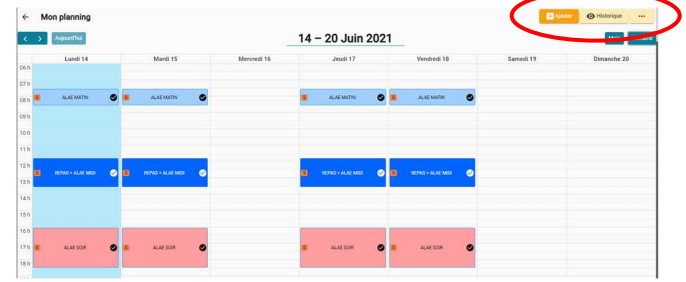 ← Mon planning
Ajouter Historique ...
< > Aujourd'hui 14 – 20 Juin 2021
Lundi 14 Mardi 15 Mercredi 16 Jeudi 17 Vendredi 18 Samedi 19 Dimanche 20
06 h
07 h
08 h S ALAE MATIN S ALAE MATIN S ALAE MATIN S ALAE MATIN
09 h
10 h
11 h
12 h
S REPAS + ALAE MIDI S REPAS + ALAE MIDI S REPAS + ALAE MIDI S REPAS + ALAE MIDI
13 h
14 h
15 h
16 h
17 h S ALAE SOIR S ALAE SOIR S ALAE SOIR S ALAE SOIR
18 h